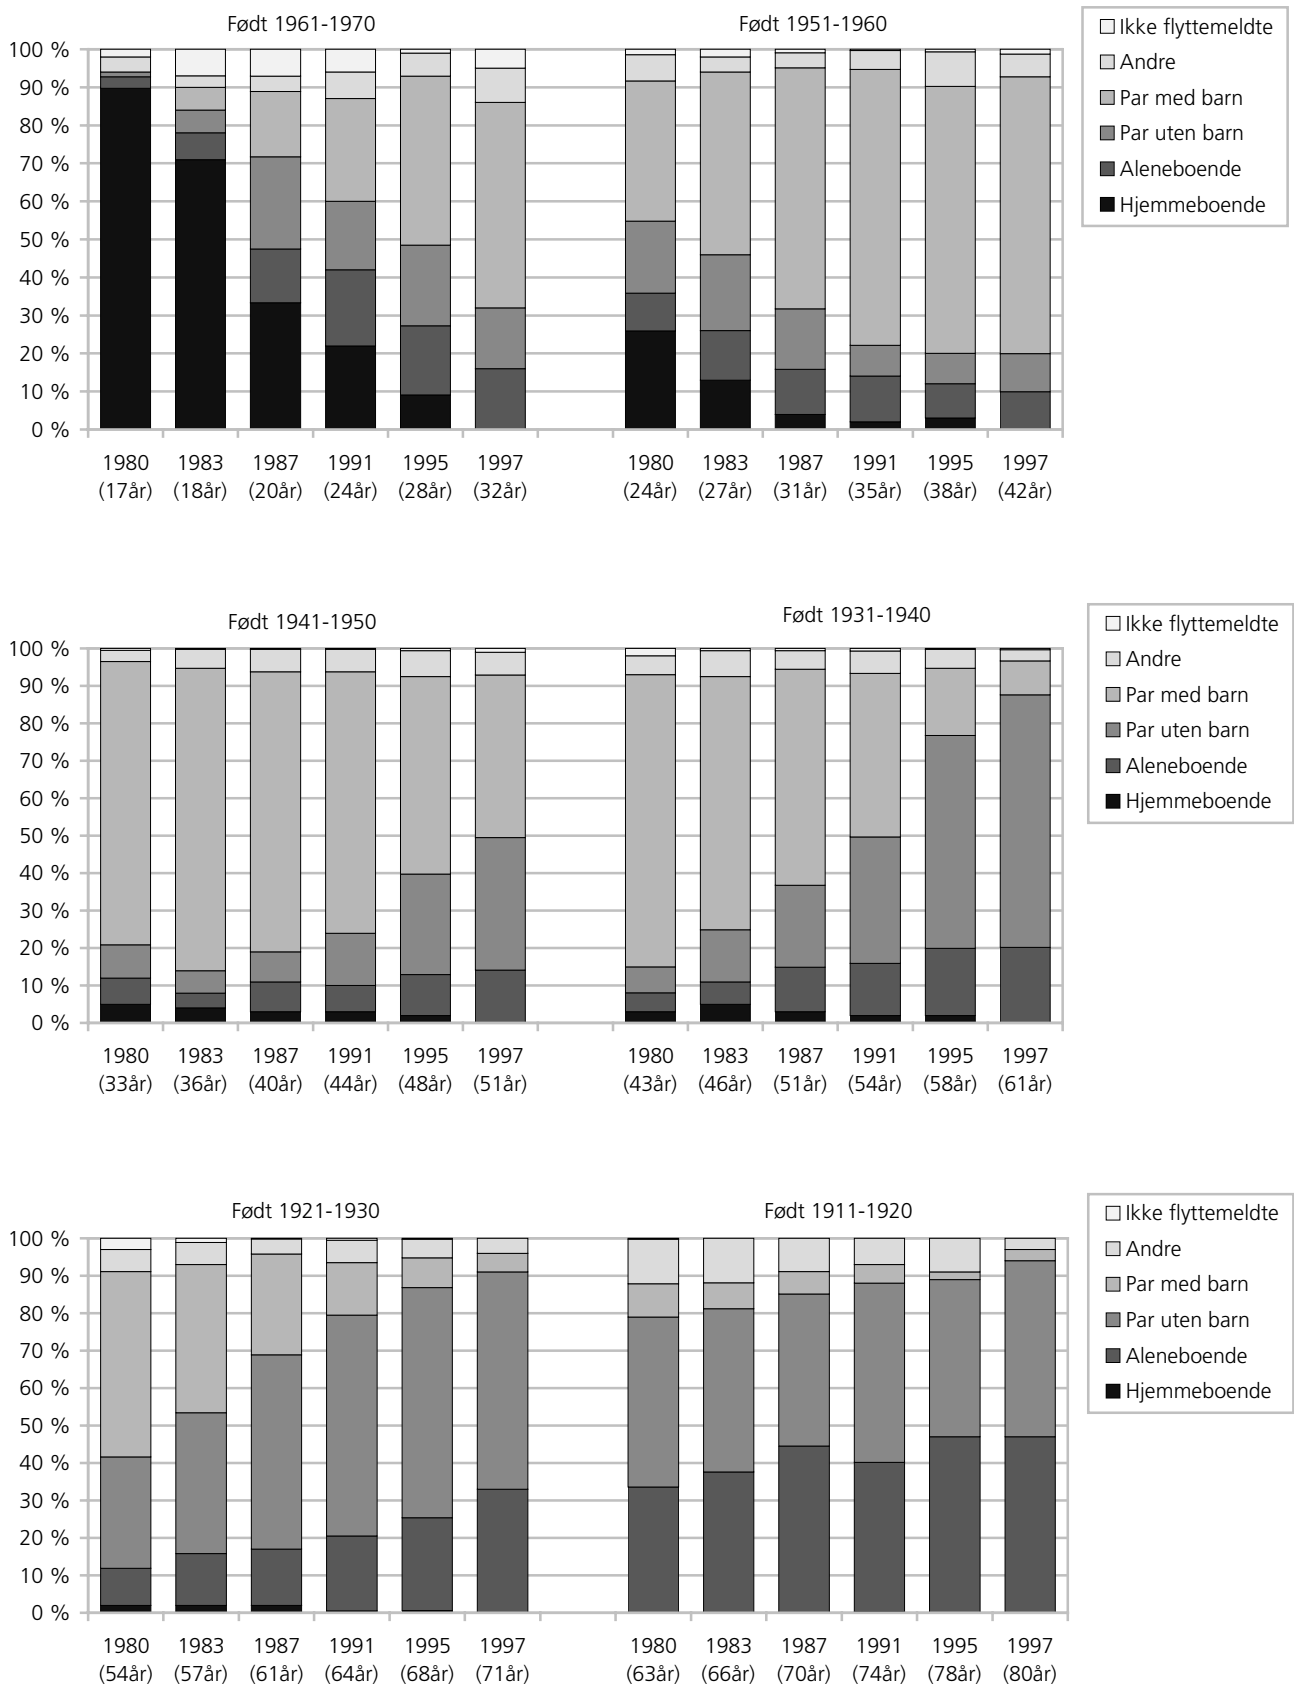 Født 1961-1970
Født 1951-1960
100 %
90 %
80 %
70 %
60 %
50 %
40 %
30 %
20 %
10 %
0 %
1980 1983 1987 1991 1995 1997
(17år) (18år) (20år) (24år) (28år) (32år)
1980 1983 1987 1991 1995 1997
(24år) (27år) (31år) (35år) (38år) (42år)
Ikke flyttemeldte
Andre
Par med barn
Par uten barn
Aleneboende
Hjemmeboende
Født 1941-1950
Født 1931-1940
100 %
90 %
80 %
70 %
60 %
50 %
40 %
30 %
20 %
10 %
0 %
1980 1983 1987 1991 1995 1997
(33år) (36år) (40år) (44år) (48år) (51år)
1980 1983 1987 1991 1995 1997
(43år) (46år) (51år) (54år) (58år) (61år)
Ikke flyttemeldte
Andre
Par med barn
Par uten barn
Aleneboende
Hjemmeboende
Født 1921-1930
Født 1911-1920
100 %
90 %
80 %
70 %
60 %
50 %
40 %
30 %
20 %
10 %
0 %
1980 1983 1987 1991 1995 1997
(54år) (57år) (61år) (64år) (68år) (71år)
1980 1983 1987 1991 1995 1997
(63år) (66år) (70år) (74år) (78år) (80år)
Ikke flyttemeldte
Andre
Par med barn
Par uten barn
Aleneboende
Hjemmeboende